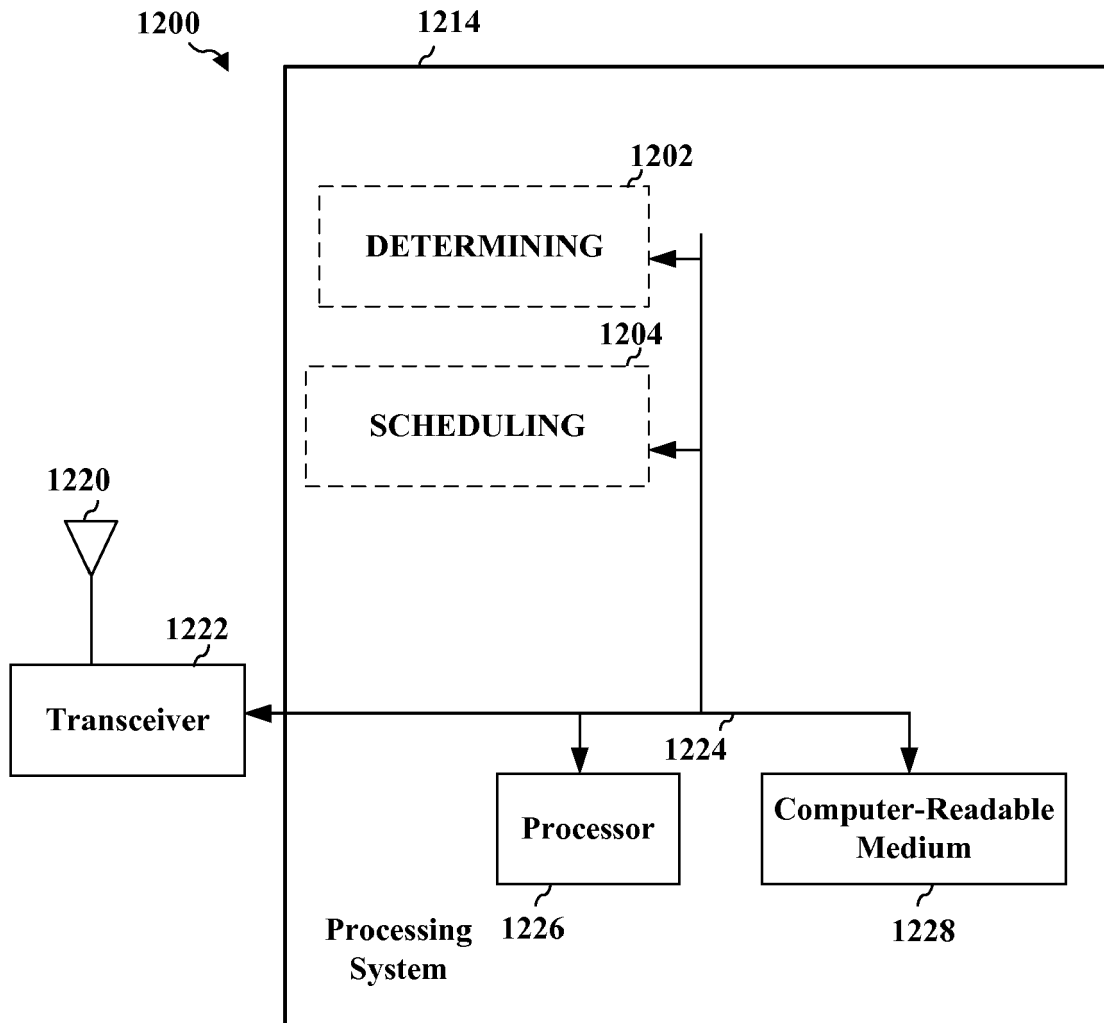 1200
1214
1202
DETERMINING
1204
SCHEDULING
1220
1222
Transceiver
1224
Processor
Computer-Readable
Medium
1226
1228
Processing
System